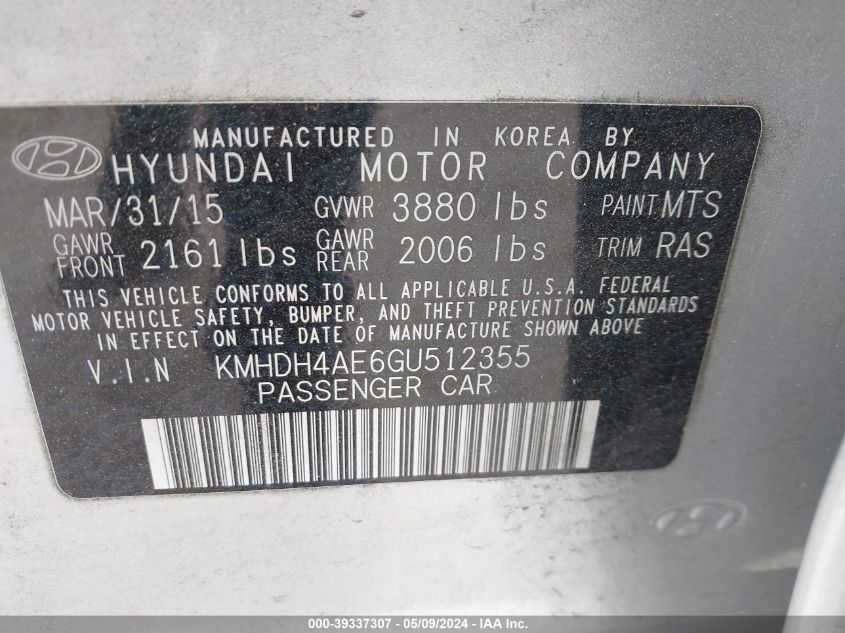 MANUFACTURED IN KOREA BY
HYUNDAI MOTOR COMPANY
MAR/31/15 GVWR 3880 lbs PAINT MTS
GAWR FRONT 2161 lbs GAWR REAR 2006 lbs TRIM RAS
THIS VEHICLE CONFORMS TO ALL APPLICABLE U.S.A. FEDERAL
MOTOR VEHICLE SAFETY, BUMPER, AND THEFT PREVENTION STANDARDS
IN EFFECT ON THE DATE OF MANUFACTURE SHOWN ABOVE
V.I.N KMHDH4AE6GU512355
PASSENGER CAR
000-39337307 - 05/09/2024 - IAA Inc.